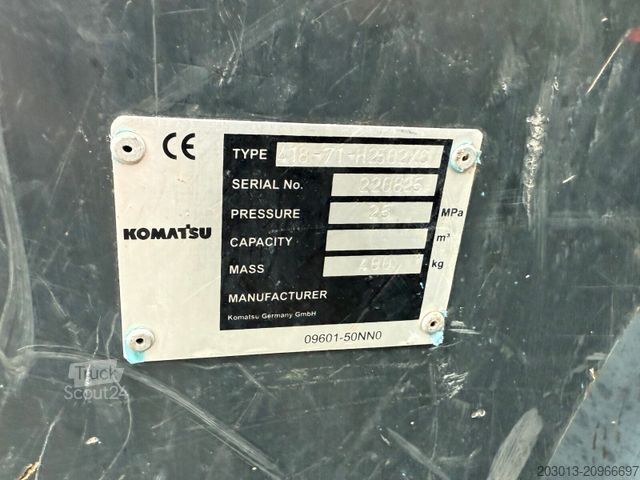 CE
TYPE
SERIAL No. 220625
PRESSURE 25 MPa
KOMATSU
CAPACITY m³
MASS kg
MANUFACTURER
Komatsu Germany GmbH
09601-50NN0
Truck
Scout24
203013-20966697